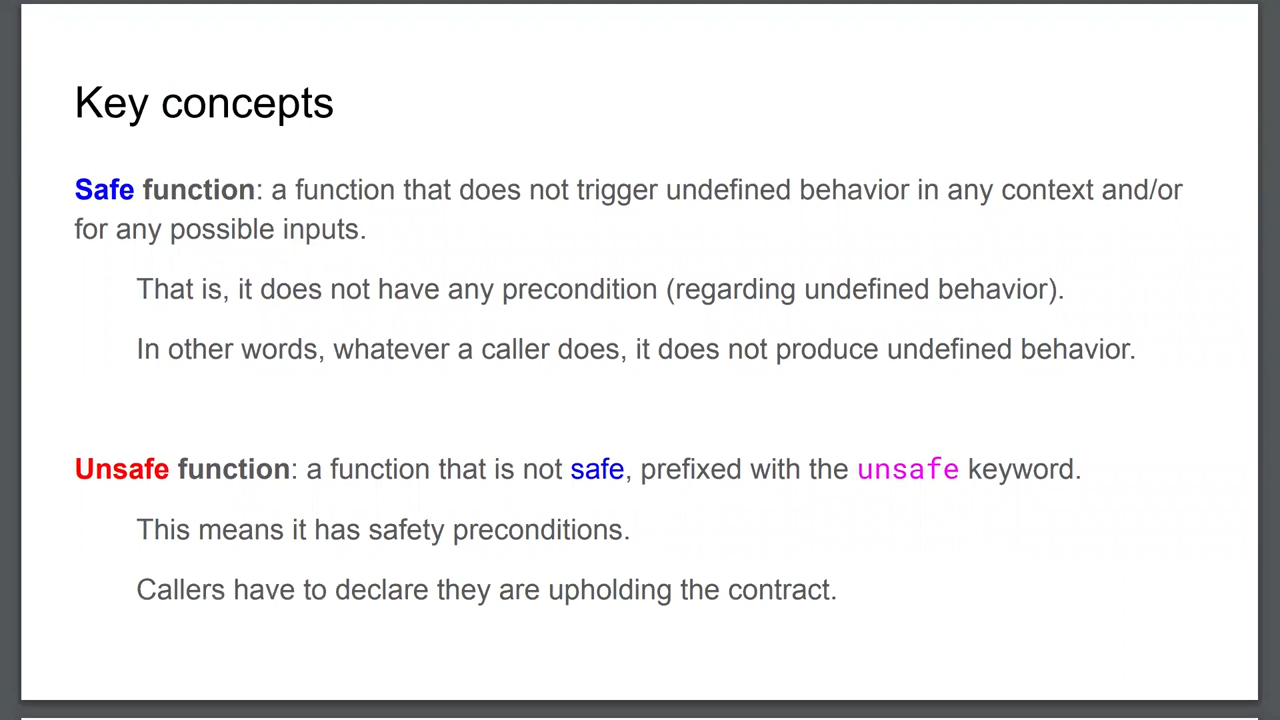 Key concepts
Safe function: a function that does not trigger undefined behavior in any context and/or
for any possible inputs.
That is, it does not have any precondition (regarding undefined behavior).
In other words, whatever a caller does, it does not produce undefined behavior.
Unsafe function: a function that is not safe, prefixed with the unsafe keyword.
This means it has safety preconditions.
Callers have to declare they are upholding the contract.